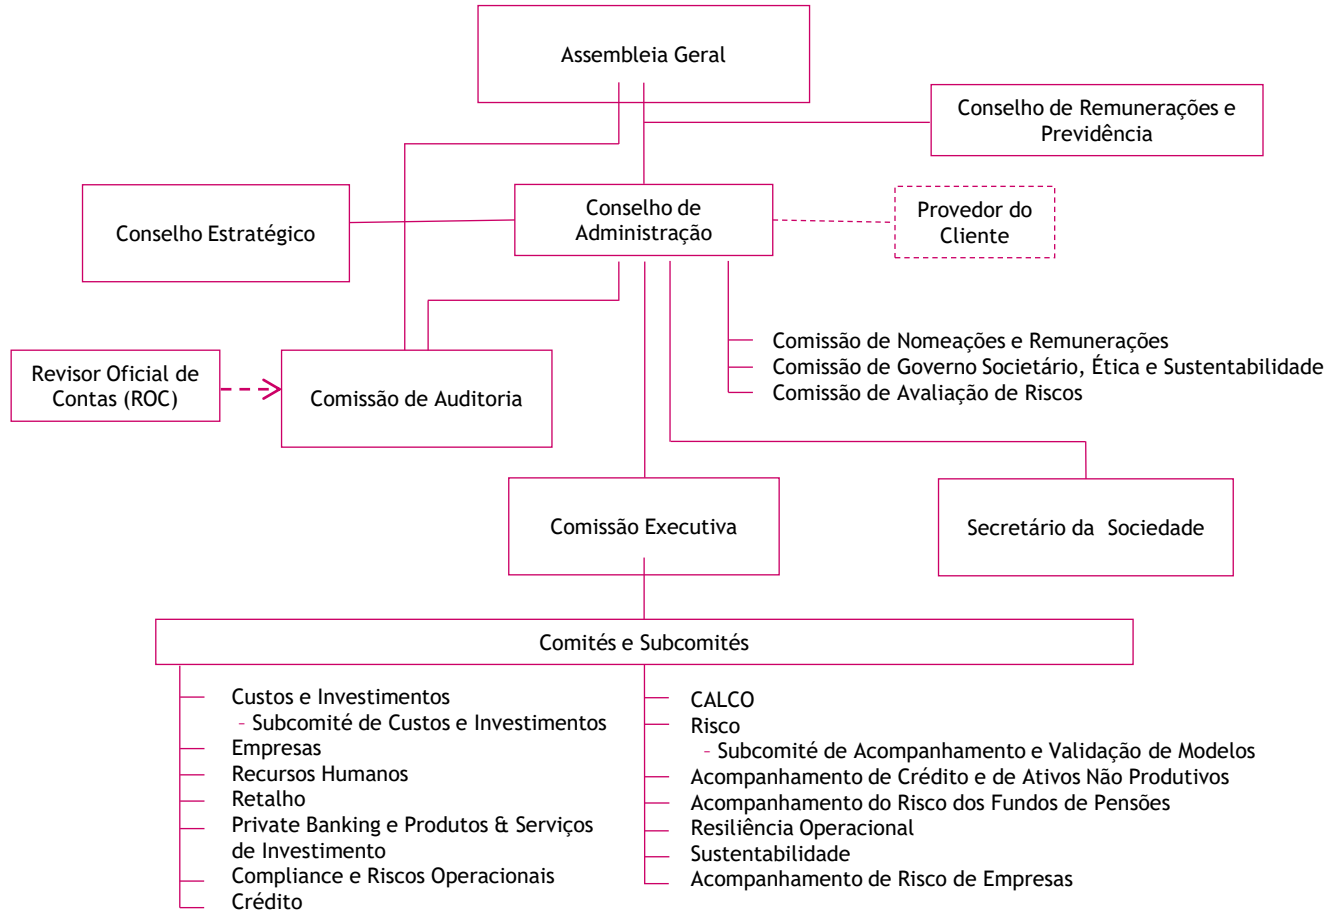 Assembleia Geral
Conselho de Remunerações e
Previdência
Conselho Estratégico
Conselho de
Administração
Provedor do
Cliente
Revisor Oficial de
Contas (ROC)
Comissão de Auditoria
Comissão de Nomeações e Remunerações
Comissão de Governo Societário, Ética e Sustentabilidade
Comissão de Avaliação de Riscos
Comissão Executiva
Secretário da  Sociedade
Comités e Subcomités
Custos e Investimentos
- Subcomité de Custos e Investimentos
Empresas
Recursos Humanos
Retalho
Private Banking e Produtos & Serviços
de Investimento
Compliance e Riscos Operacionais
Crédito
CALCO
Risco
- Subcomité de Acompanhamento e Validação de Modelos
Acompanhamento de Crédito e de Ativos Não Produtivos
Acompanhamento do Risco dos Fundos de Pensões
Resiliência Operacional
Sustentabilidade
Acompanhamento de Risco de Empresas